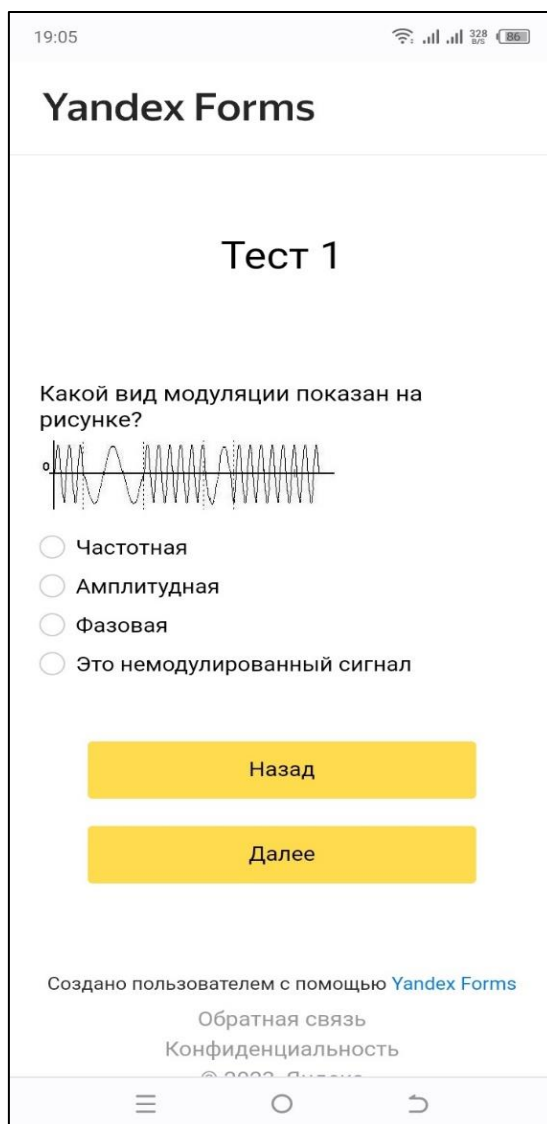 19:05
328
B/S
86
Yandex Forms
Тест 1
Какой вид модуляции показан на
рисунке?
0
Частотная
Амплитудная
Фазовая
Это немодулированный сигнал
Назад
Далее
Создано пользователем с помощью Yandex Forms
Обратная связь
Конфиденциальность